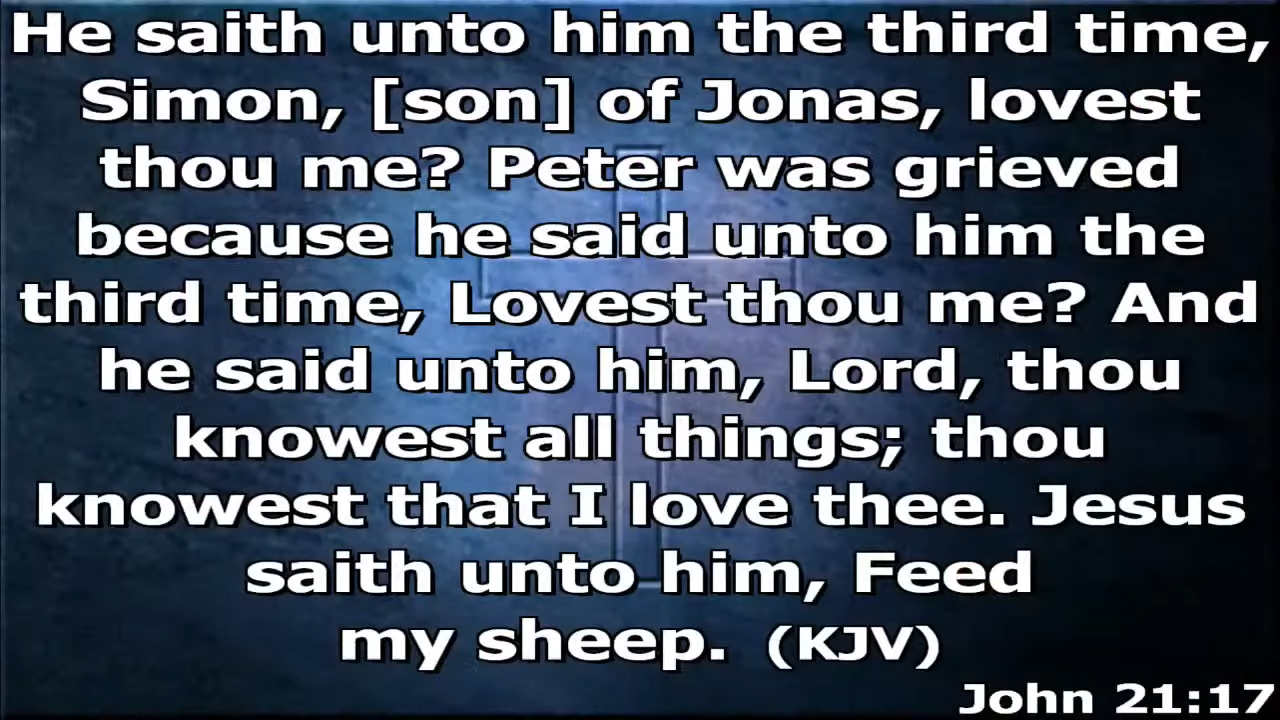 He saith unto him the third time,
Simon, [son] of Jonas, lovest
thou me? Peter was grieved
because he said unto him the
third time, Lovest thou me? And
he said unto him, Lord, thou
knowest all things; thou
knowest that I love thee. Jesus
saith unto him, Feed
my sheep. (KJV)
John 21:17